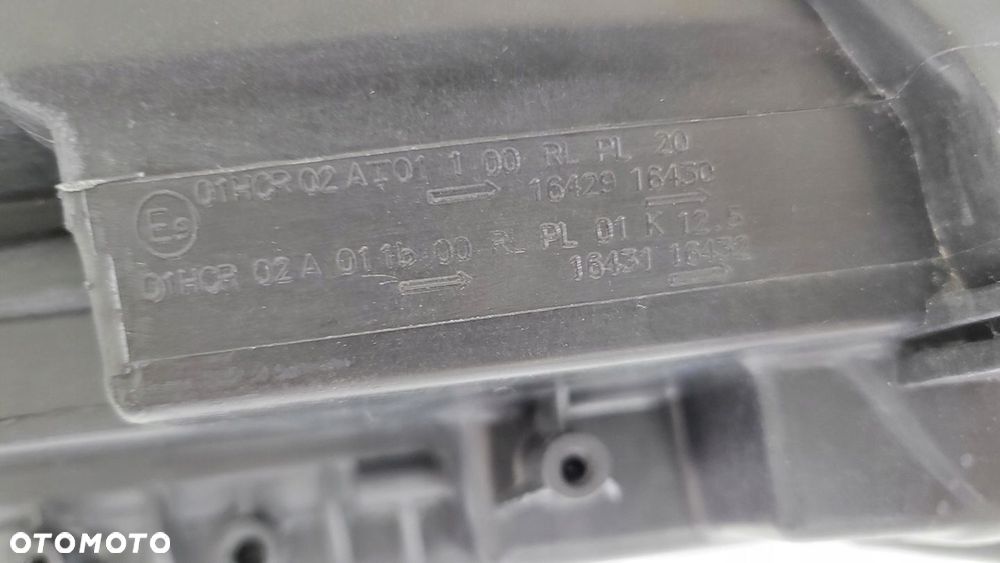 01HCR 02 A I 01 1 00 RL PL 20
16429 16430
E9
01HCR 02 A 01 1b 00 RL PL 01 K 12.5
16431 16432
OTOMOTO